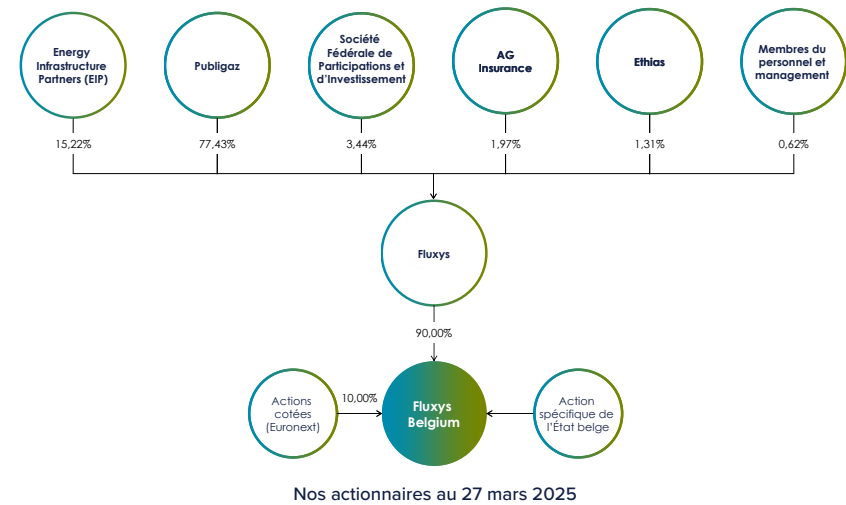 Energy
Infrastructure
Partners (EIP)
Publigaz
Société
Fédérale de
Participations et
d'Investissement
AG
Insurance
Ethias
Membres du
personnel et
management
15,22%
77,43%
3,44%
1,97%
1,31%
0,62%
Fluxys
90,00%
Actions
cotées
(Euronext)
10,00%
Fluxys
Belgium
Action
spécifique de
l'État belge
Nos actionnaires au 27 mars 2025